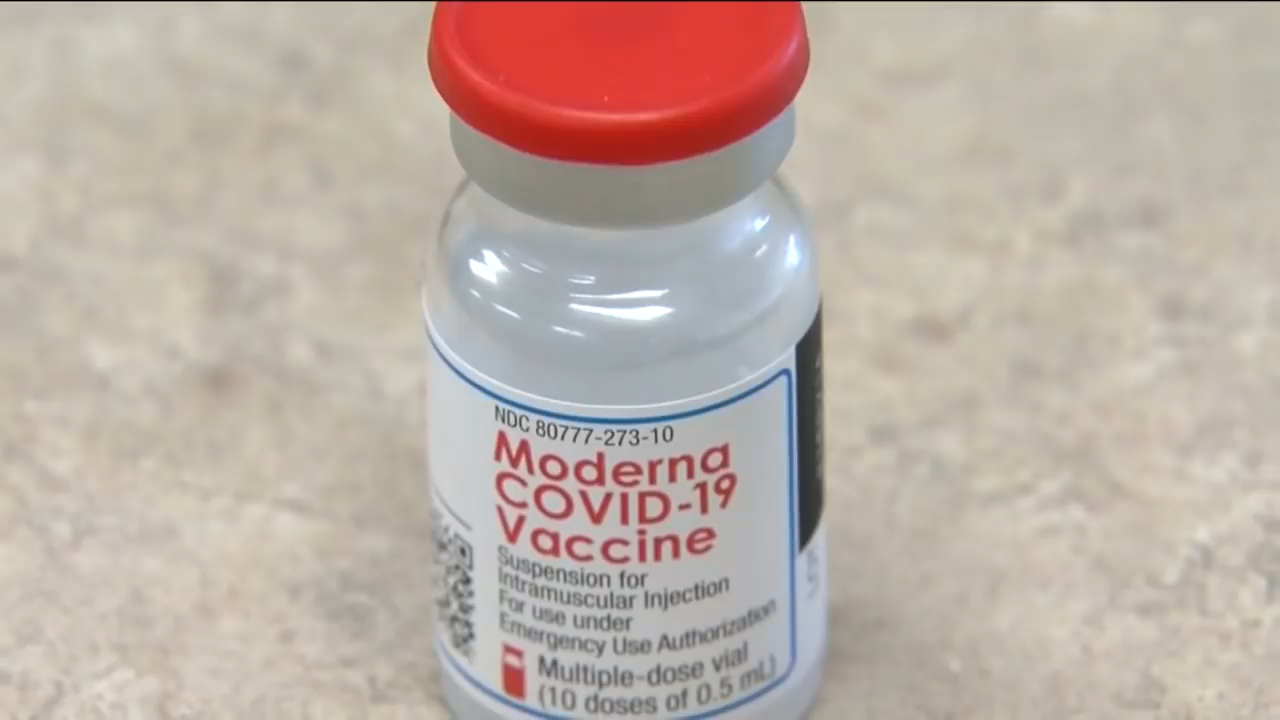 NDC 80777-273-10
Moderna
COVID-19
Vaccine
Suspension for
Intramuscular Injection
For use under
Emergency Use Authorization
Multiple-dose vial
(10 doses of 0.5 mL)